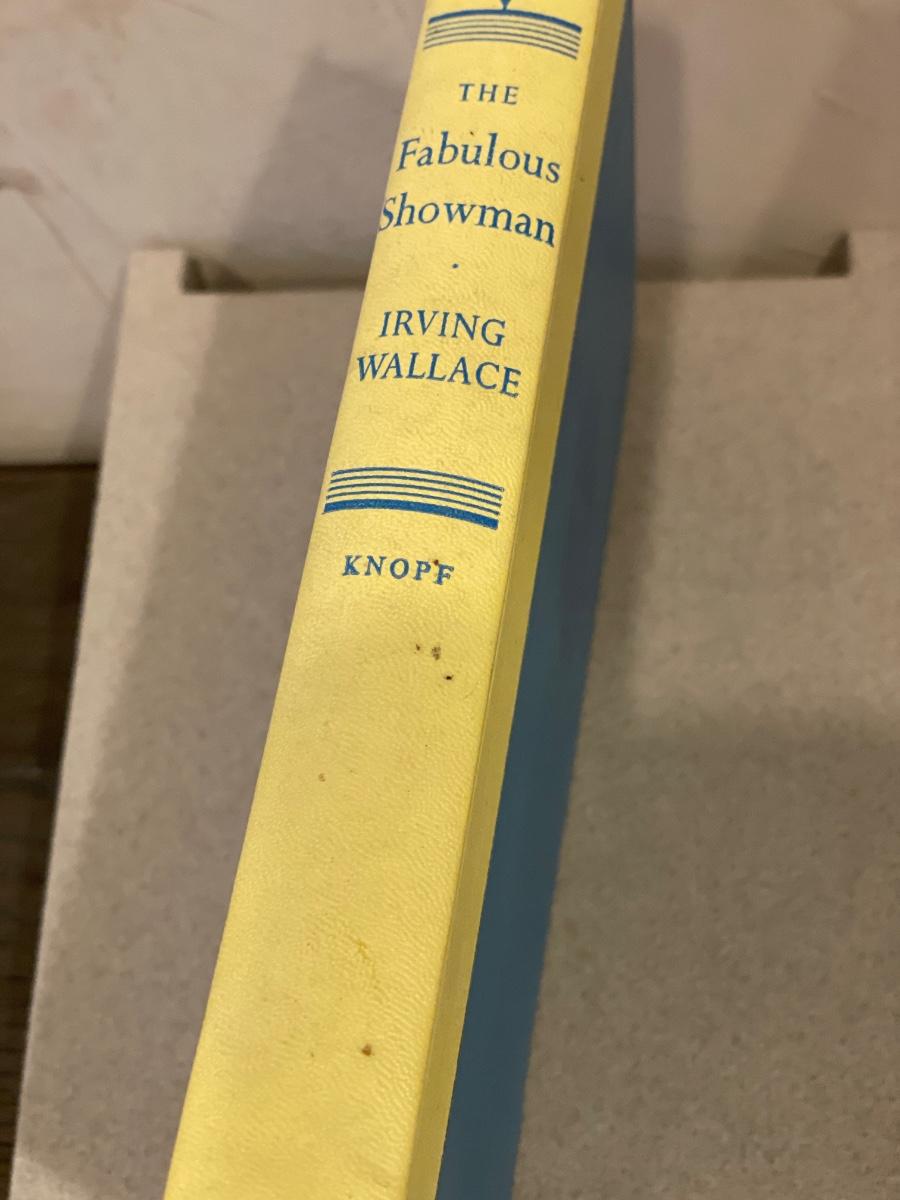 THE
Fabulous
Showman
·
IRVING
WALLACE
KNOPF